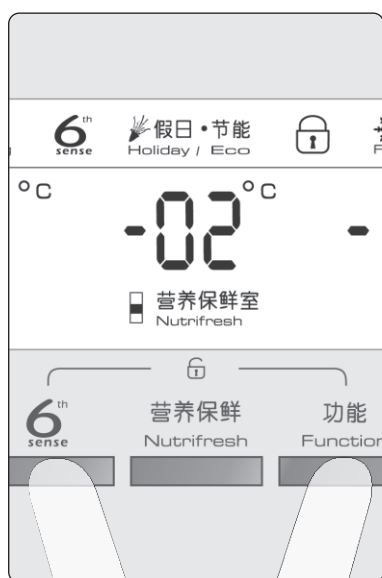 6th sense
假日·节能
Holiday / Eco
°C
-02°C
-
营养保鲜室
Nutrifresh
6th sense
营养保鲜
Nutrifresh
功能
Function